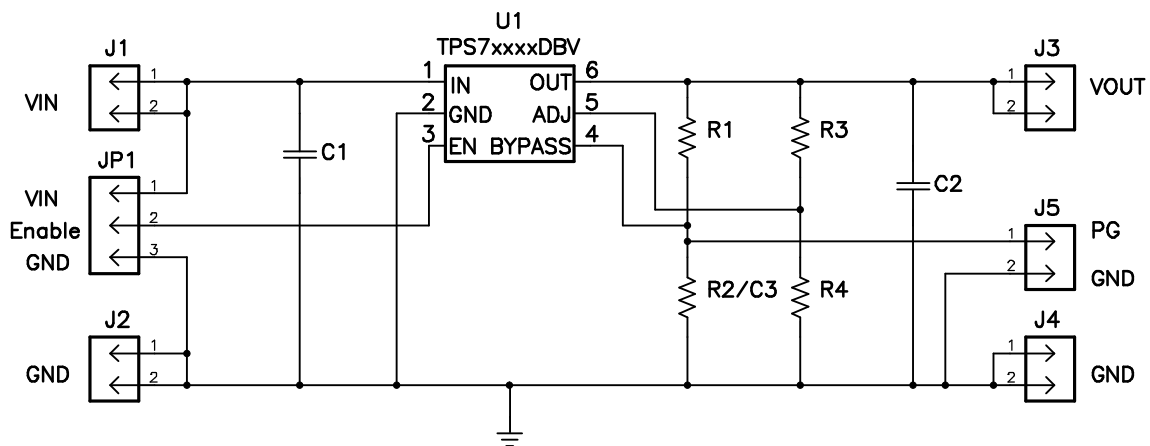 U1
TPS7xxxxDBV
J1
VIN
1
2
1
IN
OUT
6
2
GND
ADJ
5
3
EN
BYPASS
4
J3
1
2
VOUT
C1
R1
R3
C2
JP1
VIN
Enable
GND
1
2
3
J5
1
2
PG
GND
R2/C3
R4
J2
GND
1
2
J4
1
2
GND